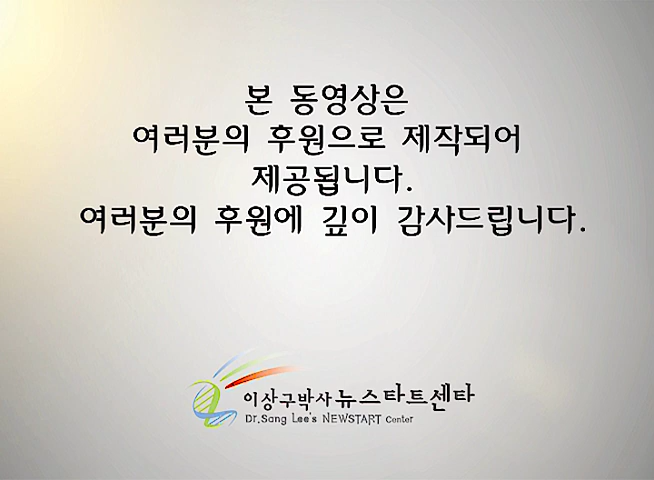 본 동영상은
여러분의 후원으로 제작되어
제공됩니다.
여러분의 후원에 깊이 감사드립니다.
이상구박사 뉴스타트센타
Dr.Sang Lee's NEWSTART Center